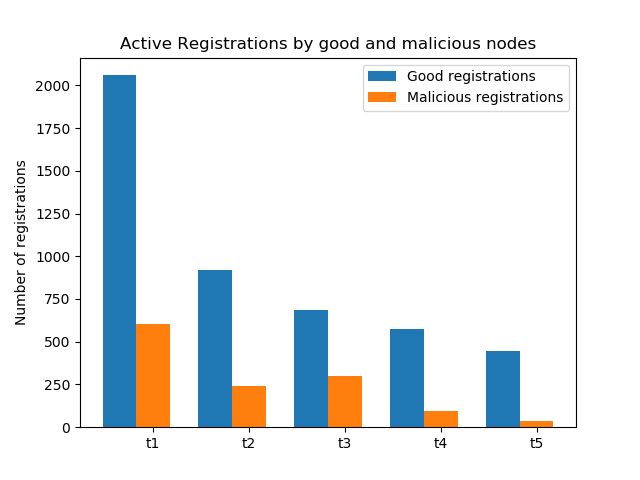 Active Registrations by good and malicious nodes
Good registrations
Malicious registrations
Number of registrations
2000
1750
1500
1250
1000
750
500
250
0
t1 t2 t3 t4 t5